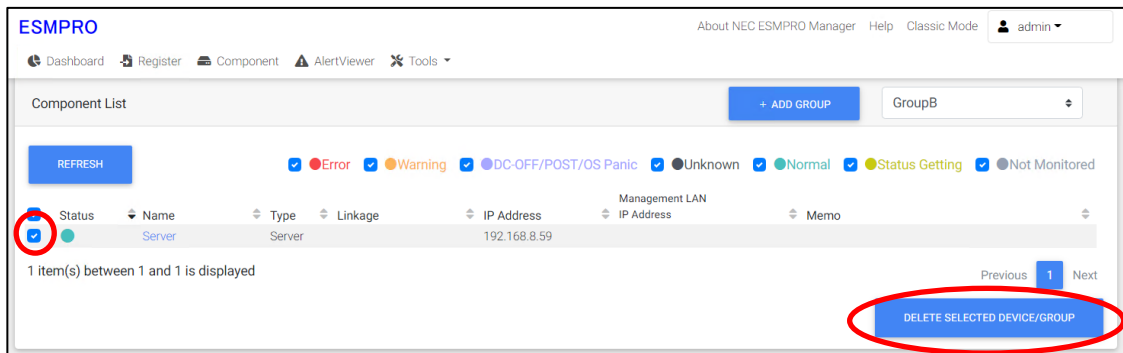 ESMPRO
About NEC ESMPRO Manager Help Classic Mode admin
Dashboard Register Component AlertViewer Tools
Component List
+ ADD GROUP
GroupB
REFRESH
Error Warning DC-OFF/POST/OS Panic Unknown Normal Status Getting Not Monitored
Status Name Type Linkage IP Address Management LAN
IP Address Memo
Server Server 192.168.8.59
1 item(s) between 1 and 1 is displayed
Previous 1 Next
DELETE SELECTED DEVICE/GROUP